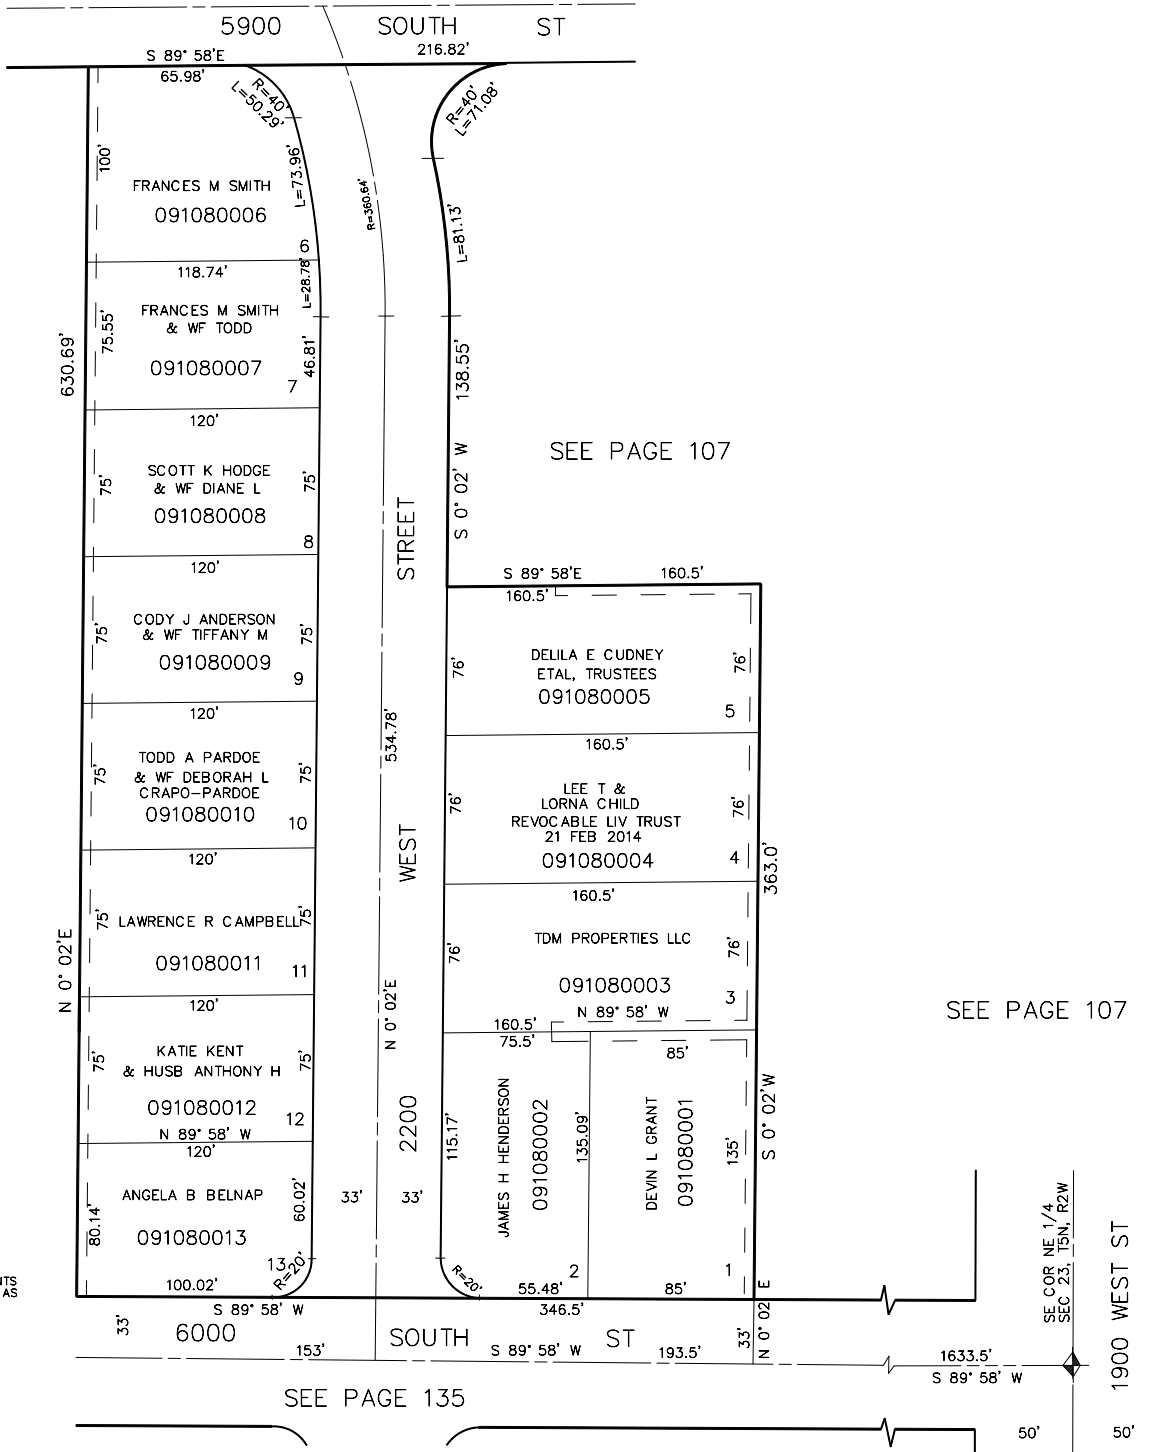 5900 SOUTH ST
S 89° 58'E
216.82'
65.98'
R=40'
L=50.29'
R=40'
L=71.08'
100'
L=73.96'
R=360.64'
L=81.13'
FRANCES M SMITH
091080006
6
118.74'
L=28.78'
FRANCES M SMITH
& WF TODD
091080007
7
75.55'
46.81'
630.69'
138.55'
120'
SCOTT K HODGE
& WF DIANE L
091080008
8
75'
75'
S 0° 02' W
SEE PAGE 107
120'
CODY J ANDERSON
& WF TIFFANY M
091080009
9
75'
75'
S 89° 58'E
160.5'
160.5'
DELILA E CUDNEY
ETAL, TRUSTEES
091080005
5
76'
76'
120'
TODD A PARDOE
& WF DEBORAH L
CRAPO-PARDOE
091080010
10
75'
75'
534.78'
160.5'
LEE T &
LORNA CHILD
REVOCABLE LIV TRUST
21 FEB 2014
091080004
4
76'
76'
363.0'
120'
LAWRENCE R CAMPBELL
091080011
11
75'
75'
N 0° 02'E
160.5'
TDM PROPERTIES LLC
091080003
3
76'
76'
N 89° 58' W
160.5'
SEE PAGE 107
120'
KATIE KENT
& HUSB ANTHONY H
091080012
12
75'
75'
N 89° 58' W
N 0° 02'E
2200 WEST STREET
75.5'
85'
JAMES H HENDERSON
091080002
2
115.17'
135.09'
DEVIN L GRANT
091080001
1
135'
S 0° 02'W
120'
ANGELA B BELNAP
091080013
13
80.14'
60.02'
33'
33'
R=20'
R=20'
100.02'
55.48'
85'
NTS
AS
S 89° 58' W
346.5'
33'
6000 SOUTH ST
33'
N 0° 02 E
153'
S 89° 58' W
193.5'
1633.5'
S 89° 58' W
SE COR NE 1/4
SEC 23, T5N, R2W
1900 WEST ST
SEE PAGE 135
50'
50'